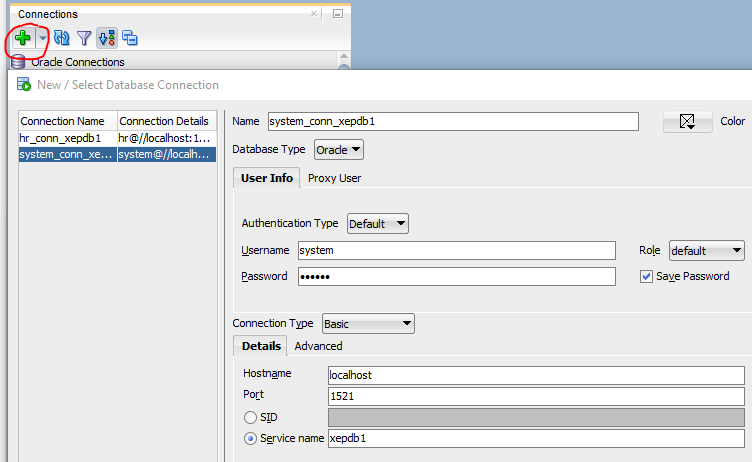 Connections
Oracle Connections
New / Select Database Connection
Connection Name Connection Details
hr_conn_xepdb1 hr@//localhost:1...
system_conn_xe... system@//localh...
Name system_conn_xepdb1 Color
Database Type Oracle
User Info Proxy User
Authentication Type Default
Username system Role default
Password •••••• Save Password
Connection Type Basic
Details Advanced
Hostname localhost
Port 1521
SID
Service name xepdb1